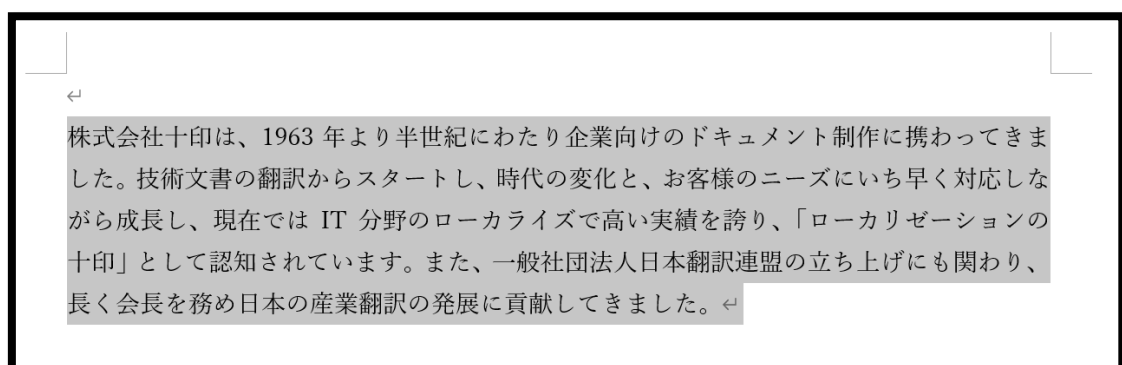 株式会社十印は、1963 年より半世紀にわたり企業向けのドキュメント制作に携わってきま
した。技術文書の翻訳からスタートし、時代の変化と、お客様のニーズにいち早く対応しな
がら成長し、現在では IT 分野のローカライズで高い実績を誇り、「ローカリゼーションの
十印」として認知されています。また、一般社団法人日本翻訳連盟の立ち上げにも関わり、
長く会長を務め日本の産業翻訳の発展に貢献してきました。